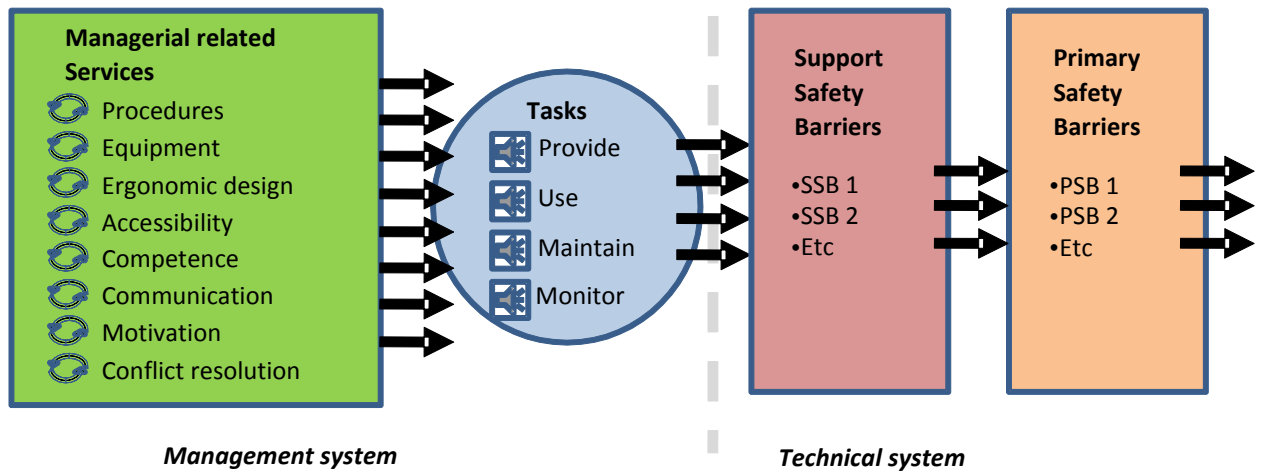 Managerial related
Services
Procedures
Equipment
Ergonomic design
Accessibility
Competence
Communication
Motivation
Conflict resolution
Tasks
Provide
Use
Maintain
Monitor
Support
Safety
Barriers
•SSB 1
•SSB 2
•Etc
Primary
Safety
Barriers
•PSB 1
•PSB 2
•Etc
Management system
Technical system